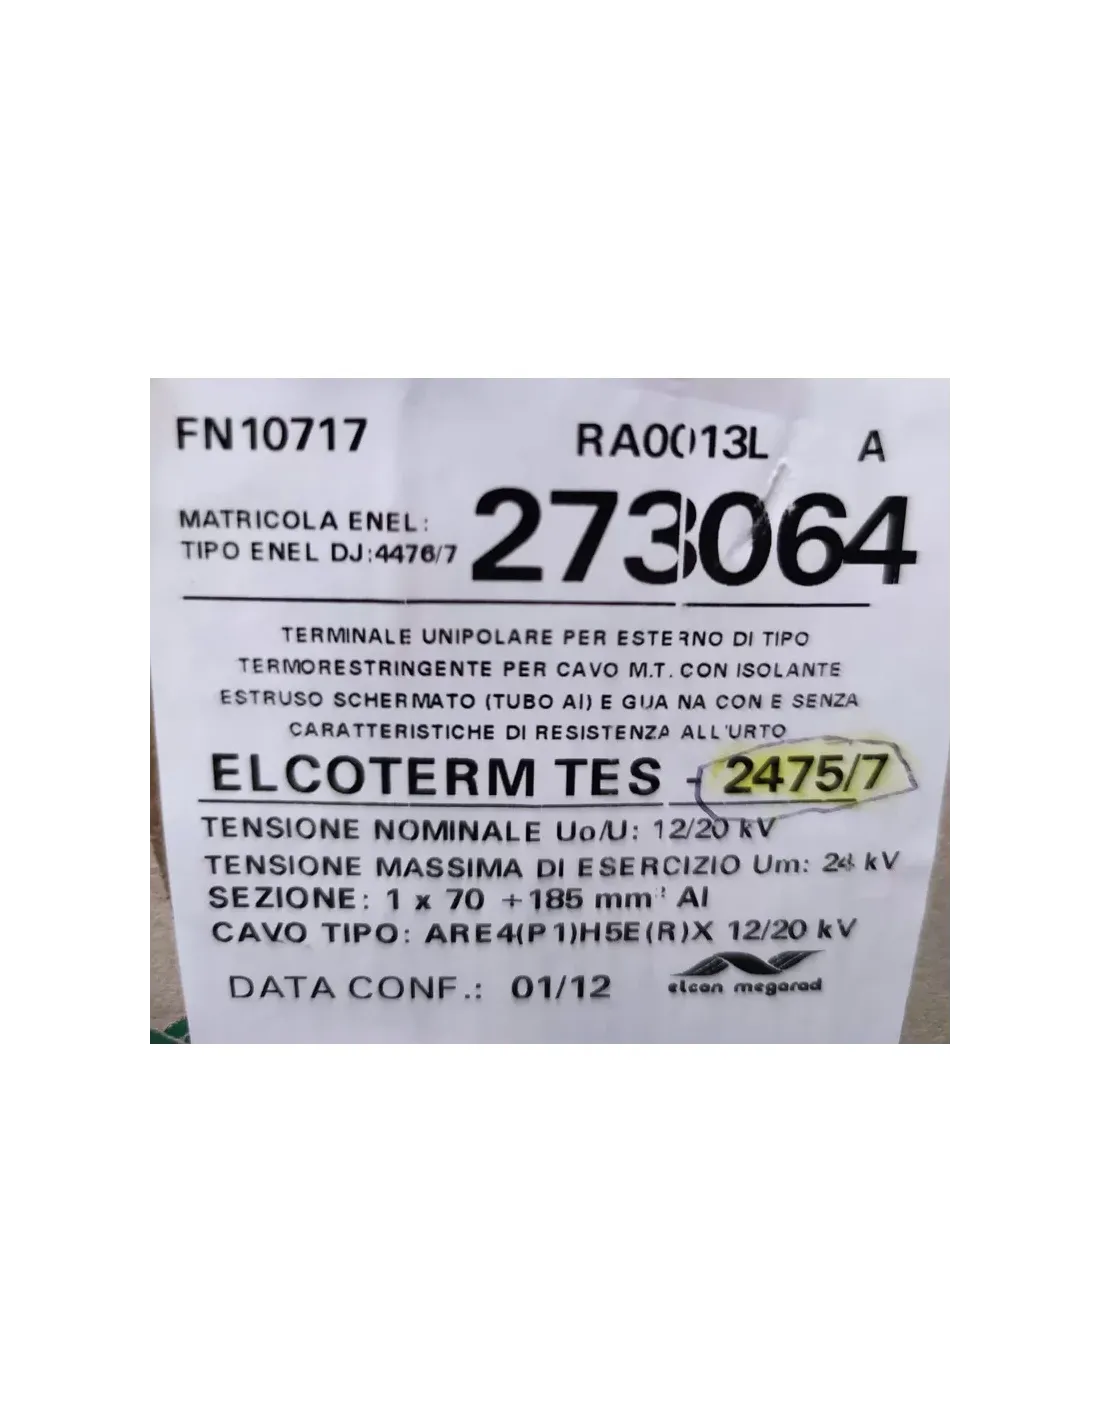 FN10717 RA0013L A
MATRICOLA ENEL: 273064
TIPO ENEL DJ:4476/7
TERMINALE UNIPOLARE PER ESTERNO DI TIPO
TERMORESTRINGENTE PER CAVO M.T. CON ISOLANTE
ESTRUSO SCHERMATO (TUBO Al) E GUAINA CON E SENZA
CARATTERISTICHE DI RESISTENZA ALL'URTO
ELCOTERM TES - 2475/7
TENSIONE NOMINALE Uo/U: 12/20 kV
TENSIONE MASSIMA DI ESERCIZIO Um: 24 kV
SEZIONE: 1 x 70 ÷ 185 mm² Al
CAVO TIPO: ARE4(P1)H5E(R)X 12/20 kV
DATA CONF.: 01/12
elcon megarad